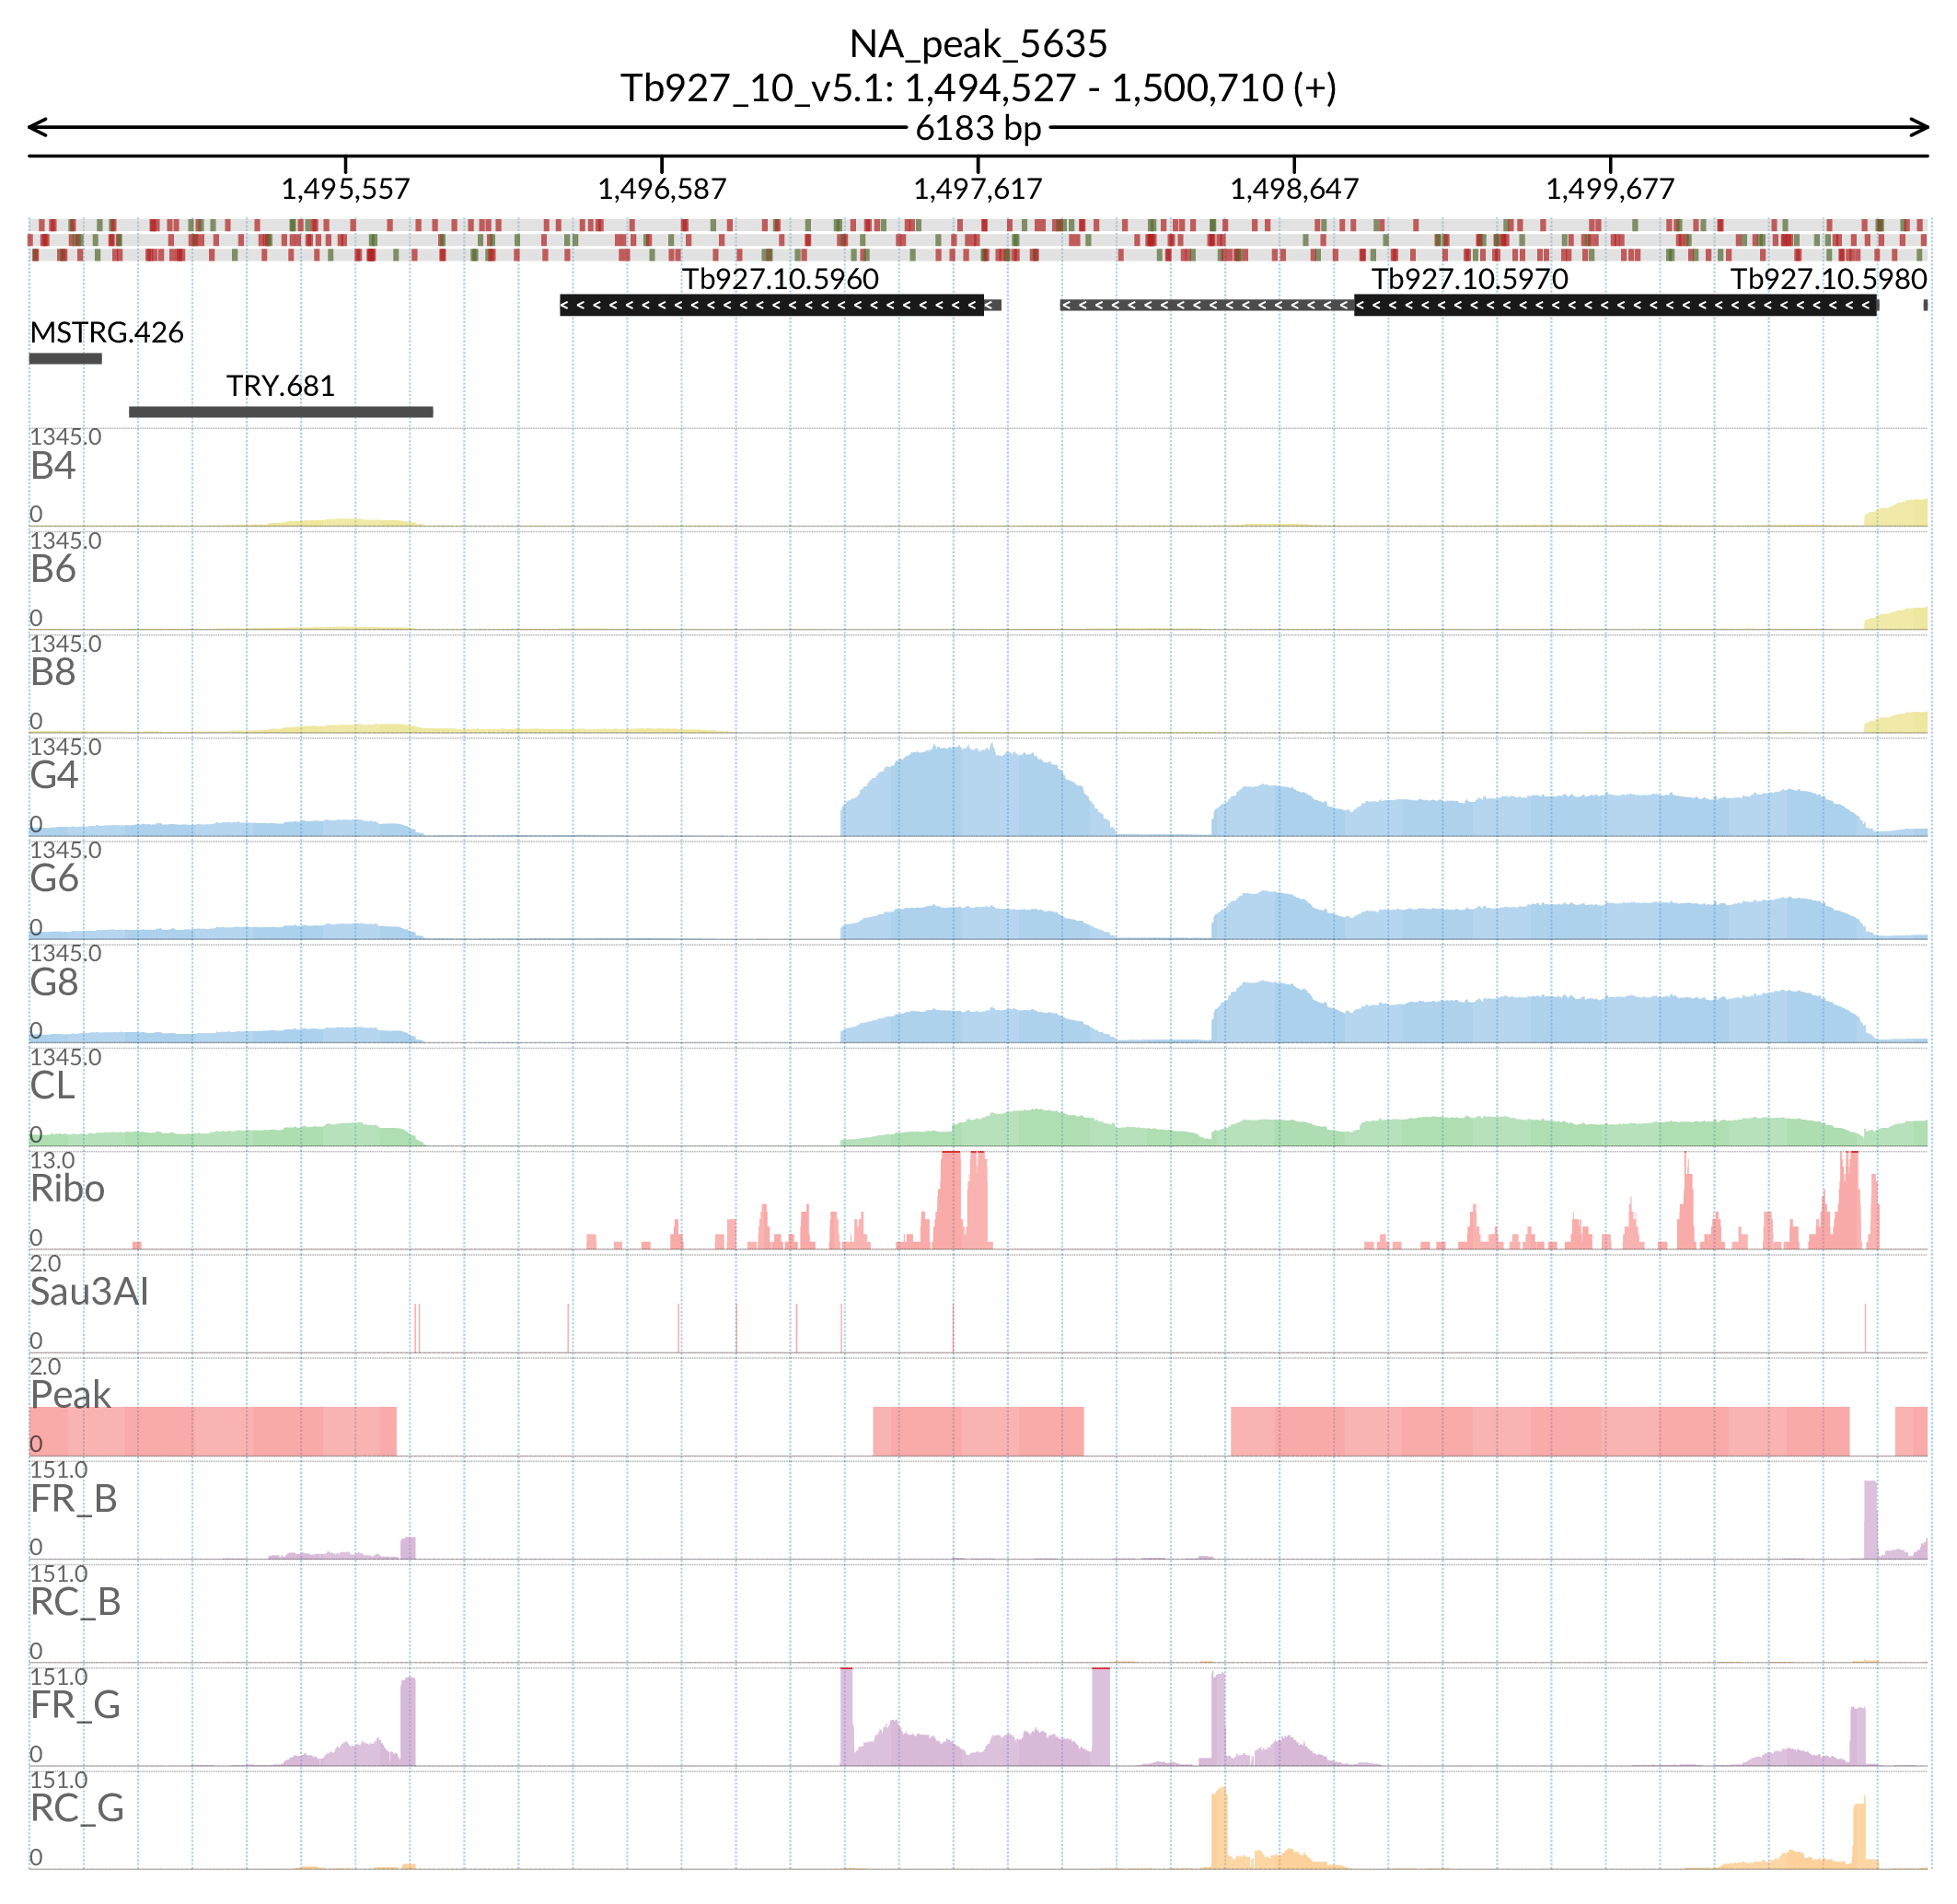 NA_peak_5635
Tb927_10_v5.1: 1,494,527 - 1,500,710 (+)
6183 bp
1,495,557 1,496,587 1,497,617 1,498,647 1,499,677
Tb927.10.5960 Tb927.10.5970 Tb927.10.5980
MSTRG.426
TRY.681
1345.0
B4
0
1345.0
B6
0
1345.0
B8
0
1345.0
G4
0
1345.0
G6
0
1345.0
G8
0
1345.0
CL
0
13.0
Ribo
0
2.0
Sau3AI
0
2.0
Peak
0
151.0
FR_B
0
151.0
RC_B
0
151.0
FR_G
0
151.0
RC_G
0